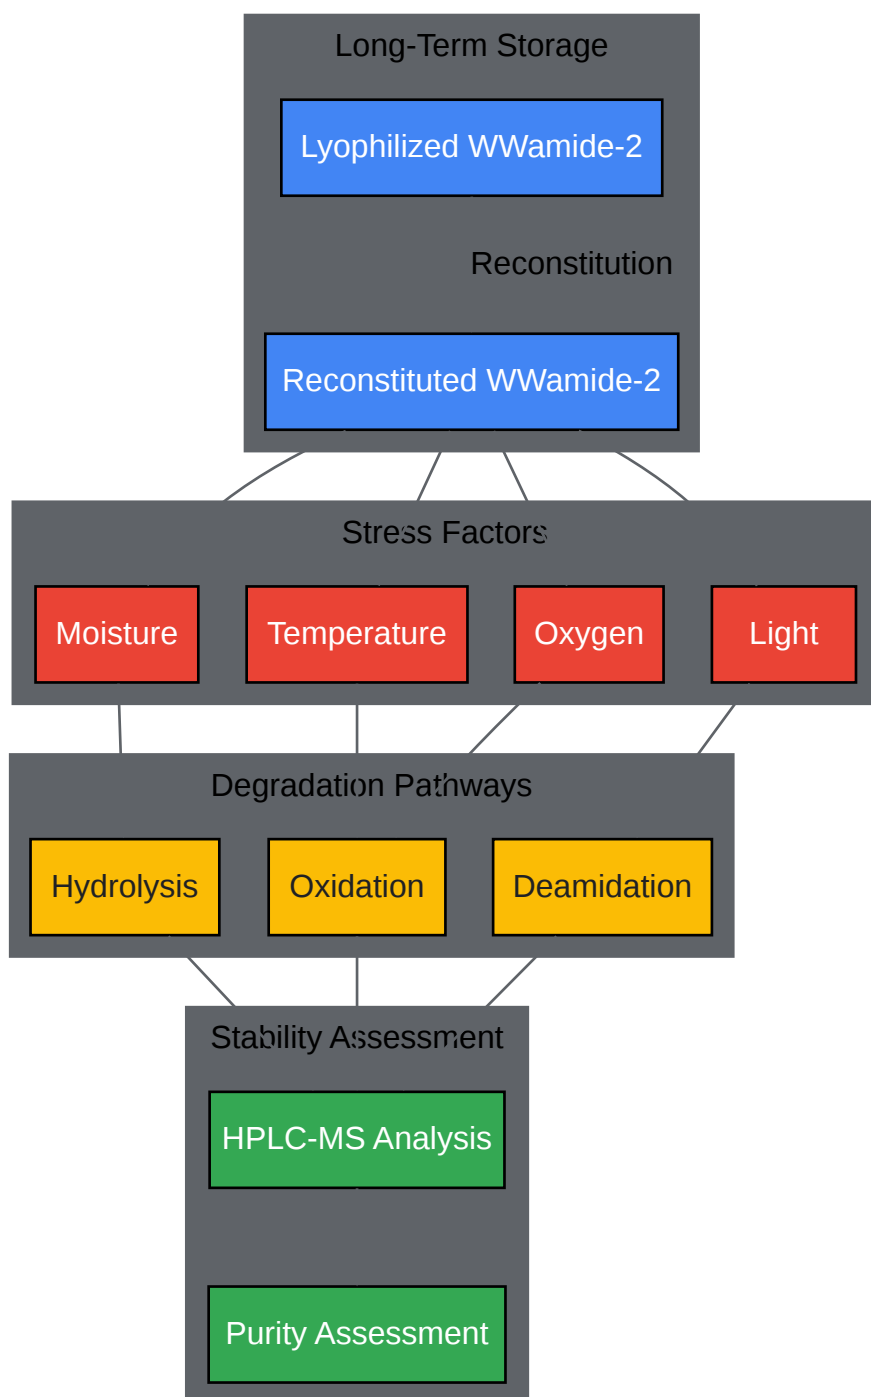 Long-Term Storage
Lyophilized WWamide-2
Reconstitution
Reconstituted WWamide-2
Stress Factors
Moisture
Temperature
Oxygen
Light
Degradation Pathways
Hydrolysis
Oxidation
Deamidation
Stability Assessment
HPLC-MS Analysis
Purity Assessment